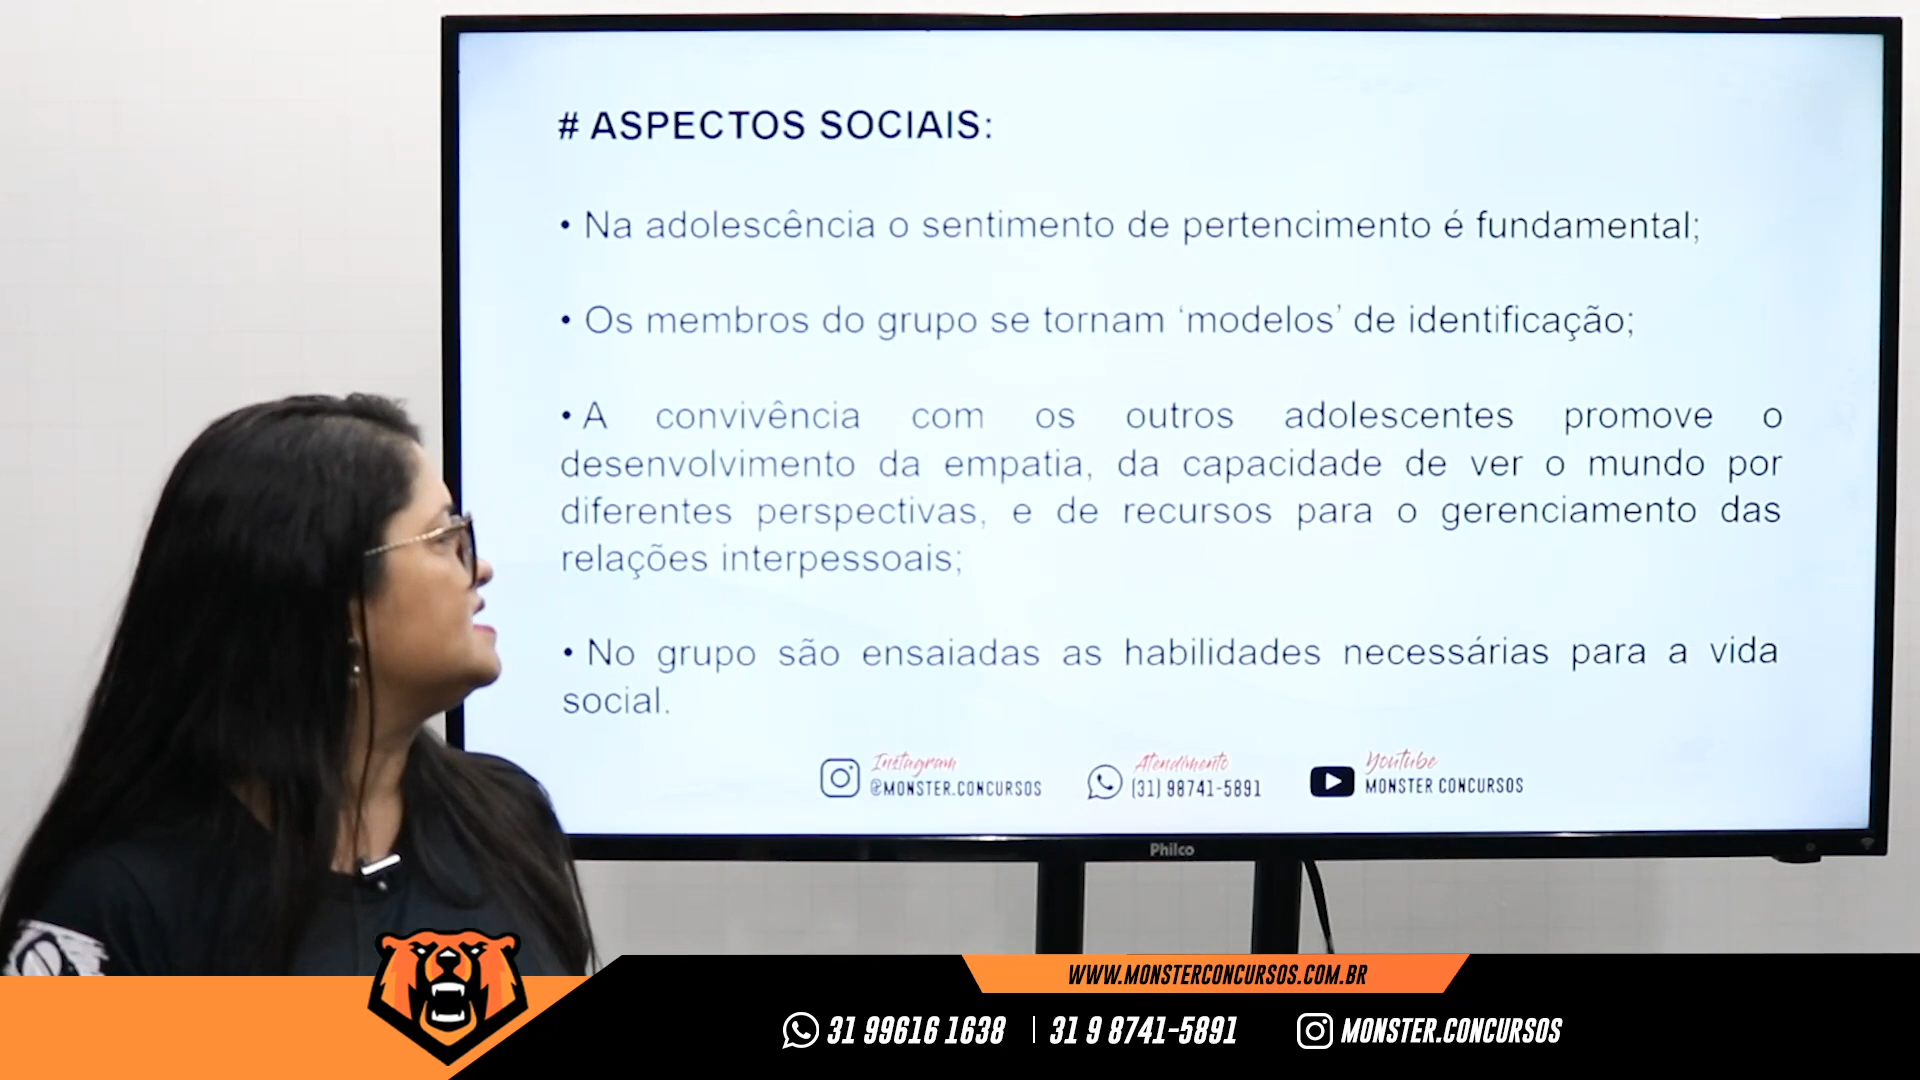 # ASPECTOS SOCIAIS:
• Na adolescência o sentimento de pertencimento é fundamental;
• Os membros do grupo se tornam ‘modelos’ de identificação;
• A convivência com os outros adolescentes promove o
desenvolvimento da empatia, da capacidade de ver o mundo por
diferentes perspectivas, e de recursos para o gerenciamento das
relações interpessoais;
• No grupo são ensaiadas as habilidades necessárias para a vida
social.
Instagram
@MONSTER.CONCURSOS
Atendimento
(31) 98741-5891
Youtube
MONSTER CONCURSOS
Philco
WWW.MONSTERCONCURSOS.COM.BR
31 99616 1638 | 31 9 8741-5891
MONSTER.CONCURSOS